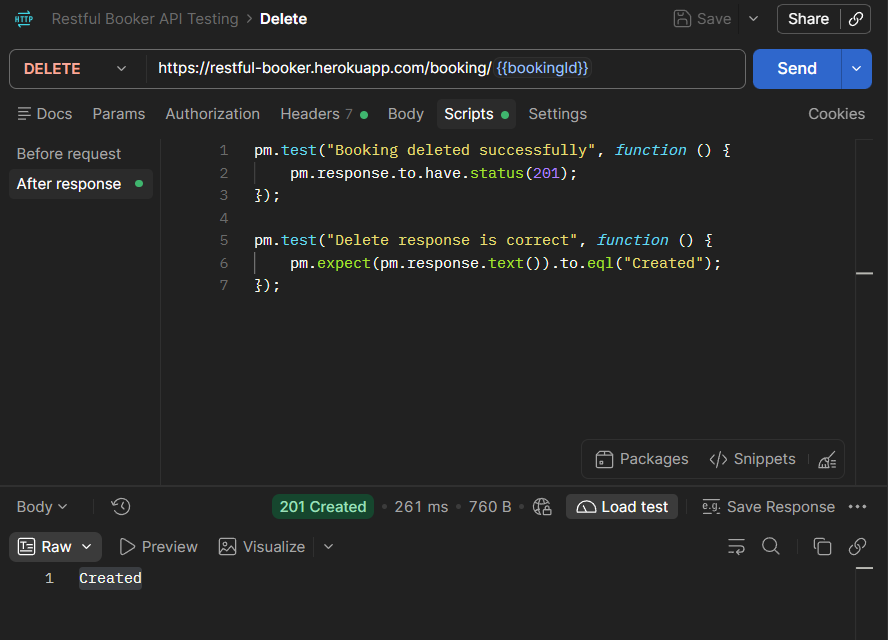 HTTP Restful Booker API Testing > Delete Save Share
DELETE https://restful-booker.herokuapp.com/booking/ {{bookingId}} Send
Docs Params Authorization Headers 7 Body Scripts Settings Cookies
Before request
After response
1 pm.test("Booking deleted successfully", function () {
2 pm.response.to.have.status(201);
3 });
4
5 pm.test("Delete response is correct", function () {
6 pm.expect(pm.response.text()).to.eql("Created");
7 });
Packages </> Snippets
Body 201 Created • 261 ms • 760 B • Load test e.g. Save Response
Raw Preview Visualize
1 Created